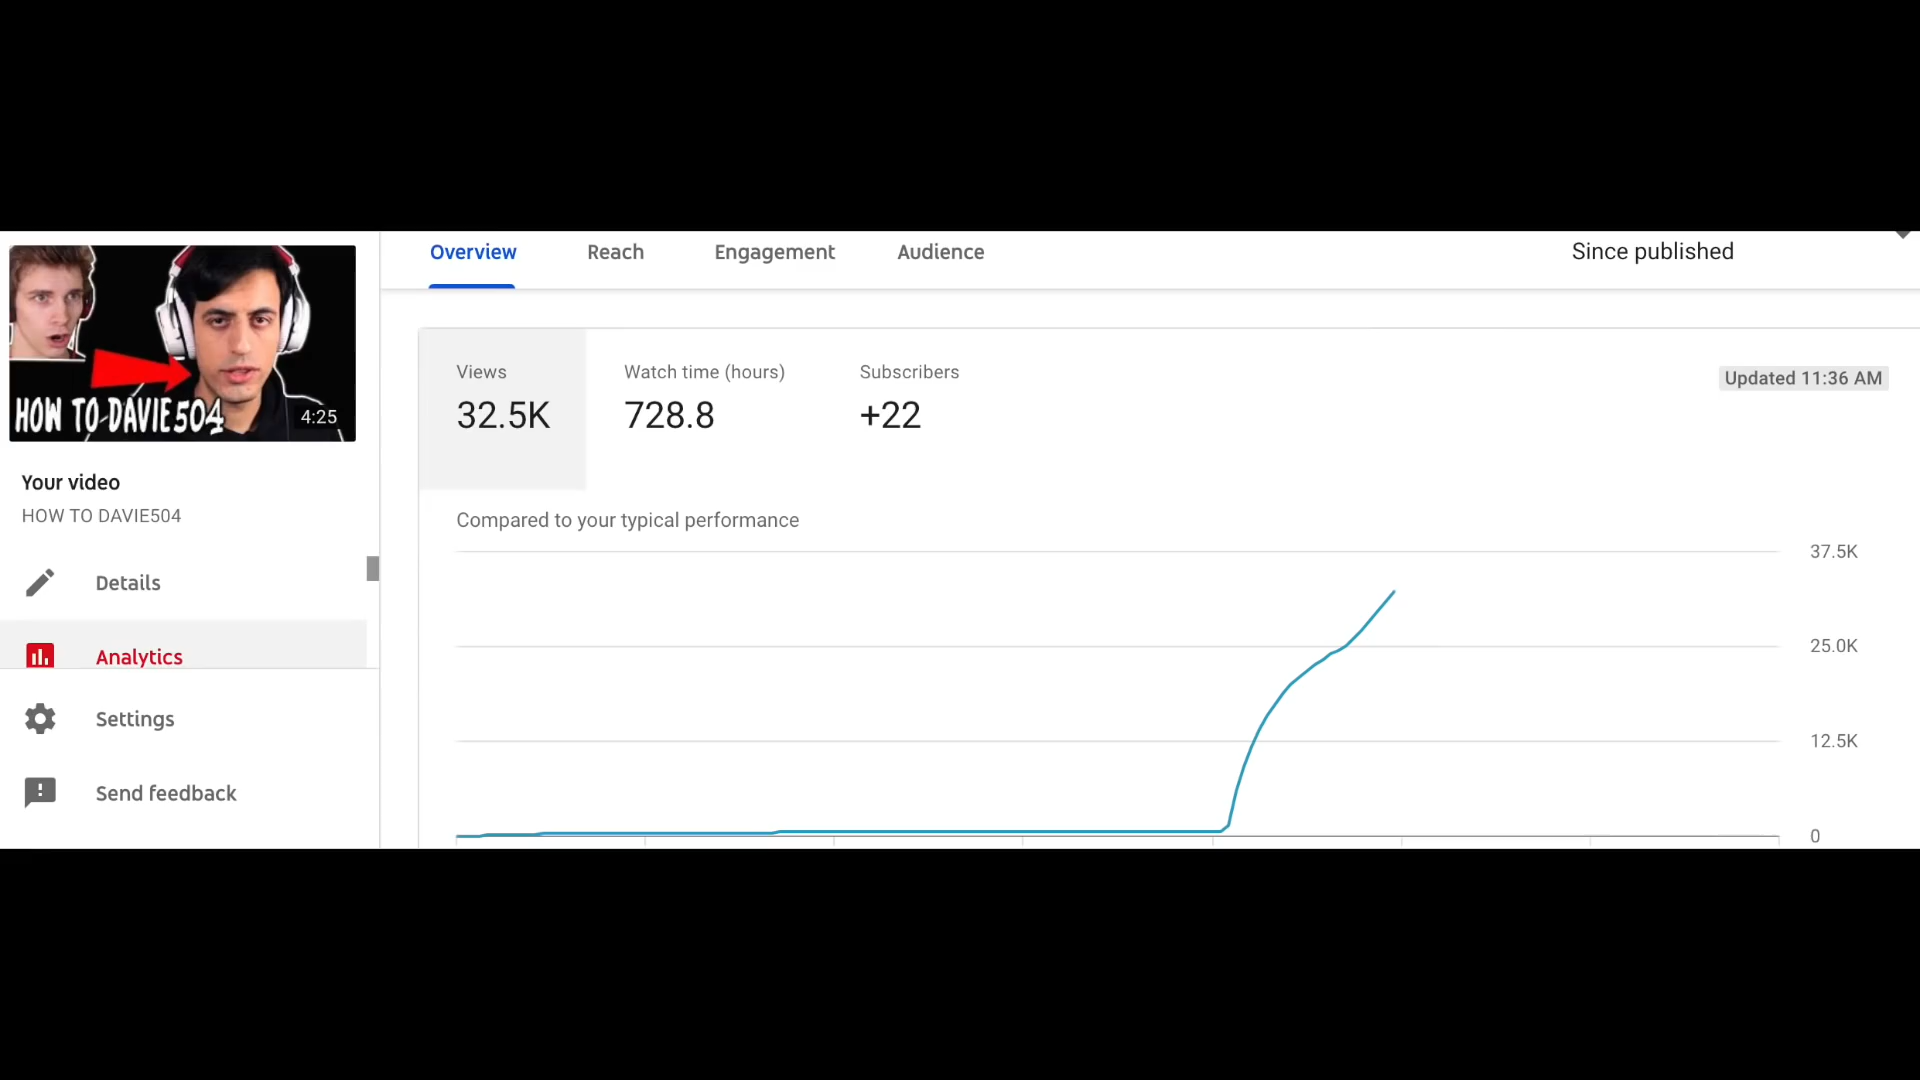 Overview Reach Engagement Audience Since published
HOW TO DAVIE504
4:25
Your video
HOW TO DAVIE504
Details
Analytics
Settings
Send feedback
Views Watch time (hours) Subscribers
32.5K 728.8 +22
Updated 11:36 AM
Compared to your typical performance
37.5K
25.0K
12.5K
0